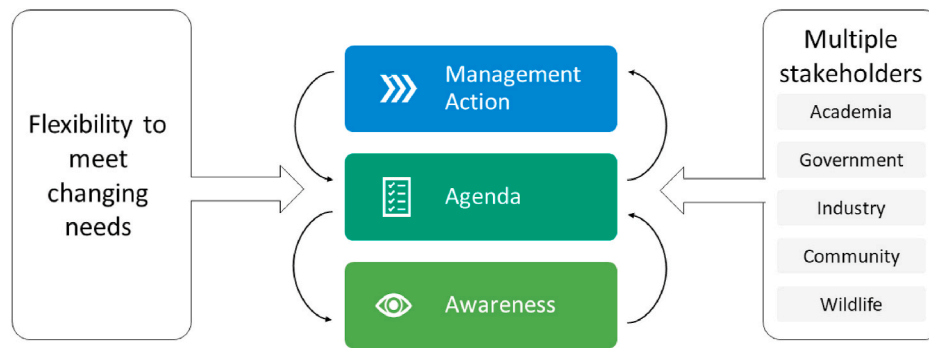 Flexibility to
meet
changing
needs
Management
Action
Agenda
Awareness
Multiple
stakeholders
Academia
Government
Industry
Community
Wildlife